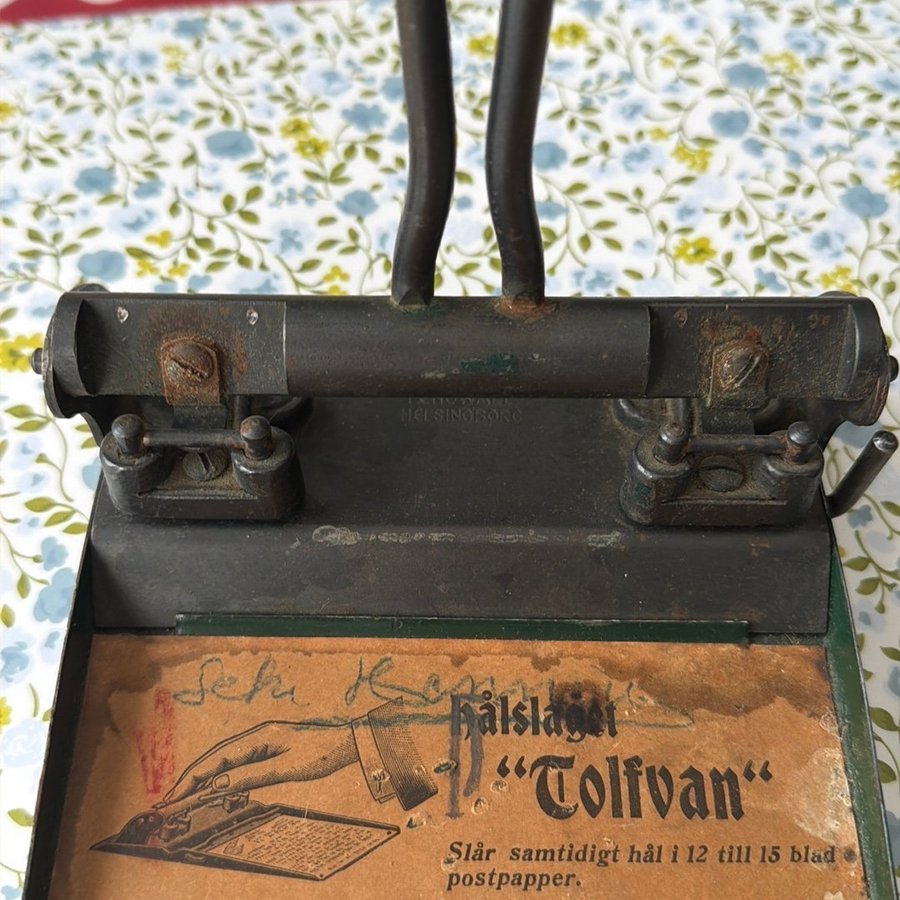 HELSINGBORG
Hålslaget
“Tolfvan“
Slår samtidigt hål i 12 till 15 blad
postpapper.